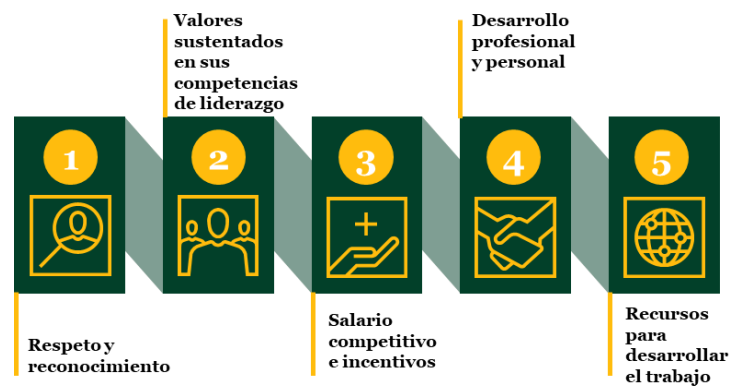 1
Respeto y
reconocimiento
2
Valores
sustentados
en sus
competencias
de liderazgo
3
Salario
competitivo
e incentivos
4
Desarrollo
profesional
y personal
5
Recursos
para
desarrollar
el trabajo